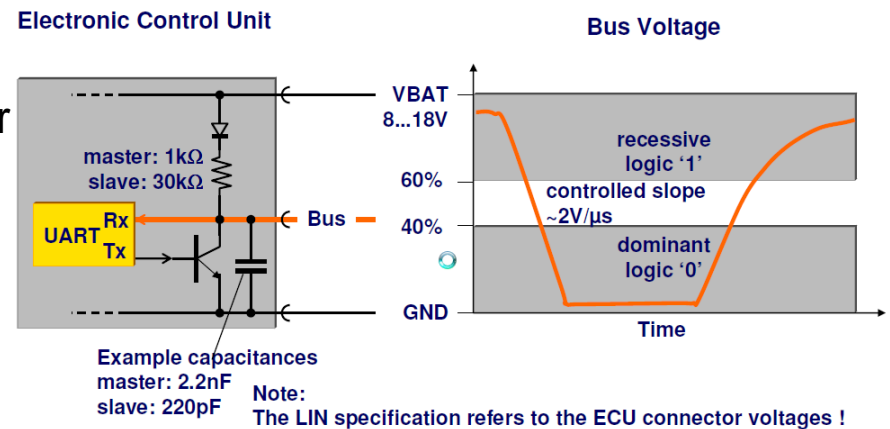 Electronic Control Unit
Bus Voltage
r
master: 1kΩ
slave: 30kΩ
UART
Rx
Tx
Bus
VBAT
8...18V
60%
40%
GND
recessive
logic ‘1’
controlled slope
~2V/µs
dominant
logic ‘0’
Time
Example capacitances
master: 2.2nF
slave: 220pF
Note:
The LIN specification refers to the ECU connector voltages !